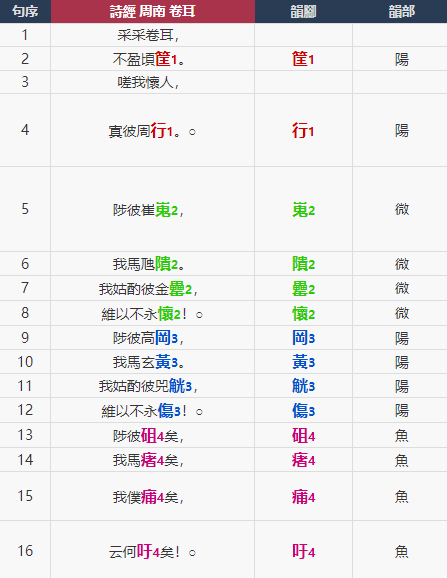 句序 詩經 周南 卷耳 韻腳 韻部
1 采采卷耳，
2 不盈頃筐1。 筐1 陽
3 嗟我懷人，
4 寘彼周行1。○ 行1 陽
5 陟彼崔嵬2， 嵬2 微
6 我馬虺隤2。 隤2 微
7 我姑酌彼金罍2， 罍2 微
8 維以不永懷2！○ 懷2 微
9 陟彼高岡3， 岡3 陽
10 我馬玄黃3。 黃3 陽
11 我姑酌彼兕觥3， 觥3 陽
12 維以不永傷3！○ 傷3 陽
13 陟彼砠4矣， 砠4 魚
14 我馬瘏4矣， 瘏4 魚
15 我僕痡4矣， 痡4 魚
16 云何吁4矣！○ 吁4 魚